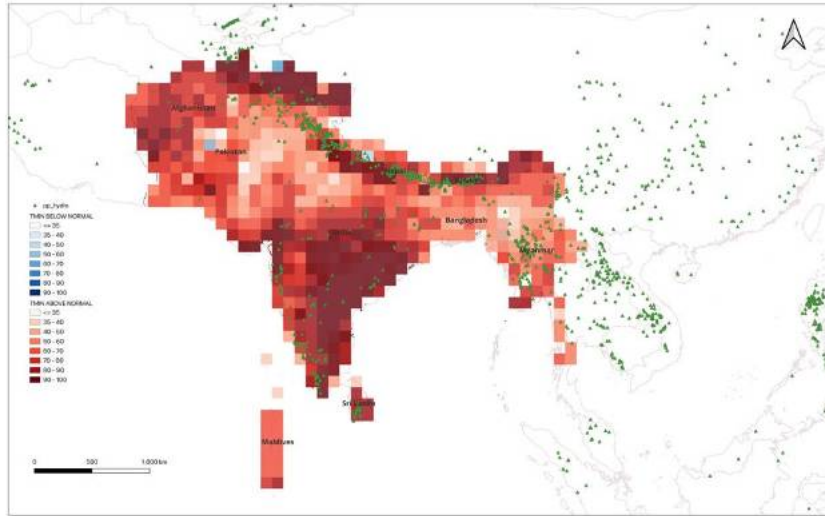 Afghanistan
Pakistan
Bangladesh
Myanmar
TMIN BELOW NORMAL
<= 35
35 - 40
40 - 50
50 - 60
60 - 70
70 - 80
80 - 90
90 - 100
TMIN ABOVE NORMAL
<= 35
35 - 40
40 - 50
50 - 60
60 - 70
70 - 80
80 - 90
90 - 100
Sri Lanka
Maldives
0 500 1000 km